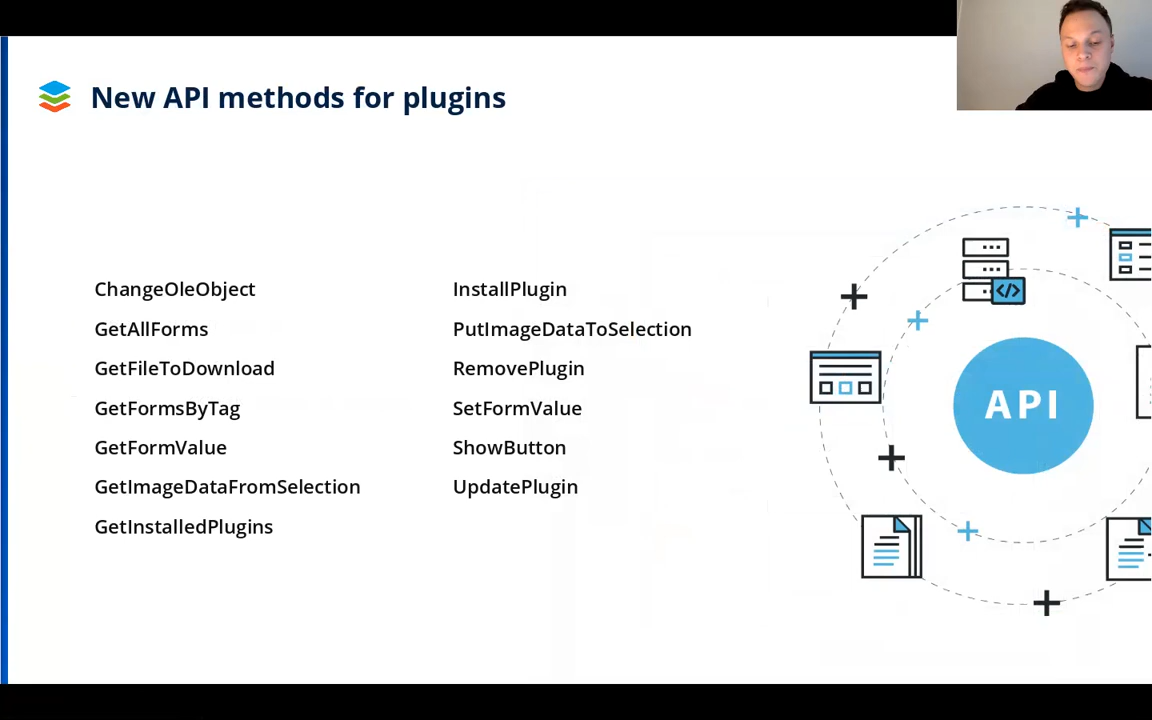 New API methods for plugins
ChangeOleObject
GetAllForms
GetFileToDownload
GetFormsByTag
GetFormValue
GetImageDataFromSelection
GetInstalledPlugins
InstallPlugin
PutImageDataToSelection
RemovePlugin
SetFormValue
ShowButton
UpdatePlugin
API